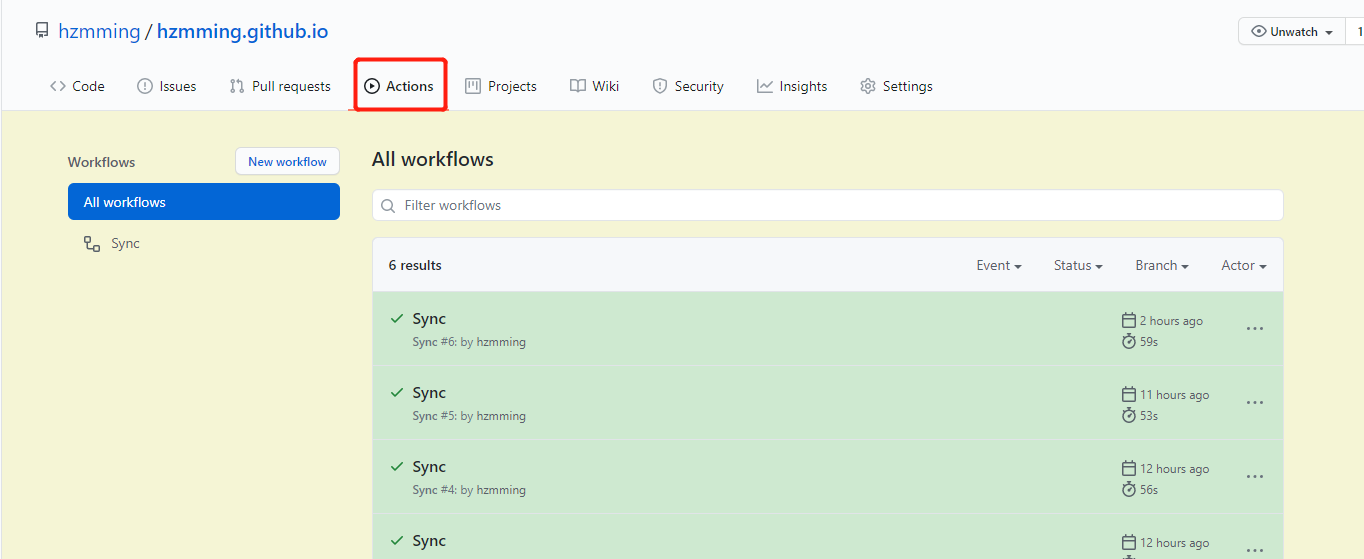 hzmming / hzmming.github.io
Unwatch
1
Code Issues Pull requests Actions Projects Wiki Security Insights Settings
Workflows
New workflow
All workflows
Sync
All workflows
Filter workflows
6 results
Event Status Branch Actor
Sync
Sync #6: by hzmming
2 hours ago
59s
Sync
Sync #5: by hzmming
11 hours ago
53s
Sync
Sync #4: by hzmming
12 hours ago
56s
Sync
12 hours ago